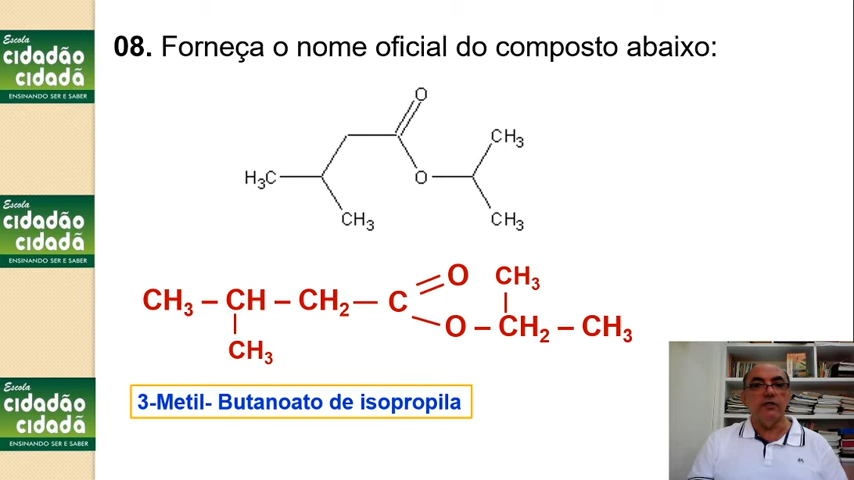 Escola
cidadão
cidadã
ENSINANDO SER E SABER
08. Forneça o nome oficial do composto abaixo:
O
CH₃
H₃C
O
CH₃
CH₃
Escola
cidadão
cidadã
ENSINANDO SER E SABER
O CH₃
CH₃ – CH – CH₂ — C
O – CH₂ – CH₃
CH₃
Escola
cidadão
cidadã
ENSINANDO SER E SABER
3-Metil- Butanoato de isopropila